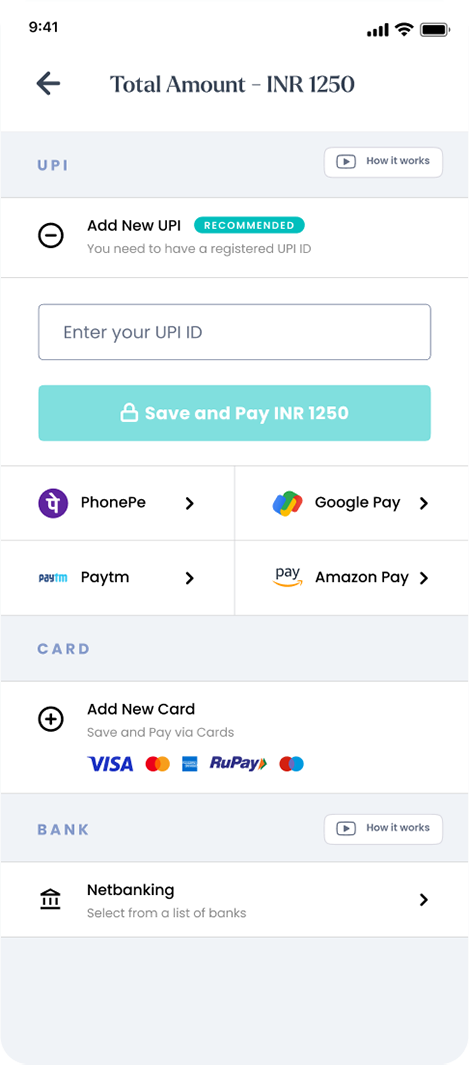 9:41
Total Amount - INR 1250
UPI
How it works
Add New UPI RECOMMENDED
You need to have a registered UPI ID
Enter your UPI ID
Save and Pay INR 1250
पे PhonePe
Google Pay
paytm Paytm
pay Amazon Pay
CARD
Add New Card
Save and Pay via Cards
VISA RuPay
BANK
How it works
Netbanking
Select from a list of banks